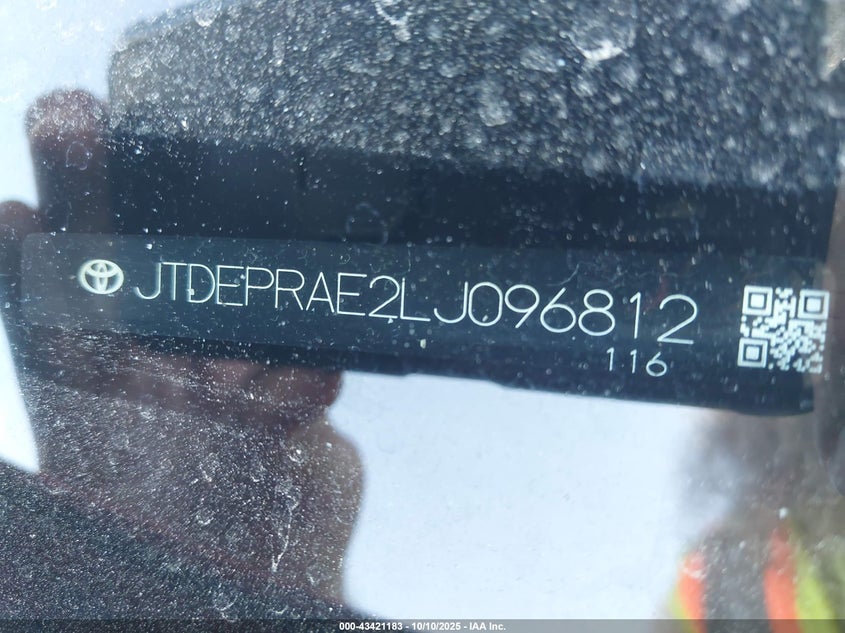 JTDEPRAE2LJ096812
116
000-43421183 - 10/10/2025 - IAA Inc.